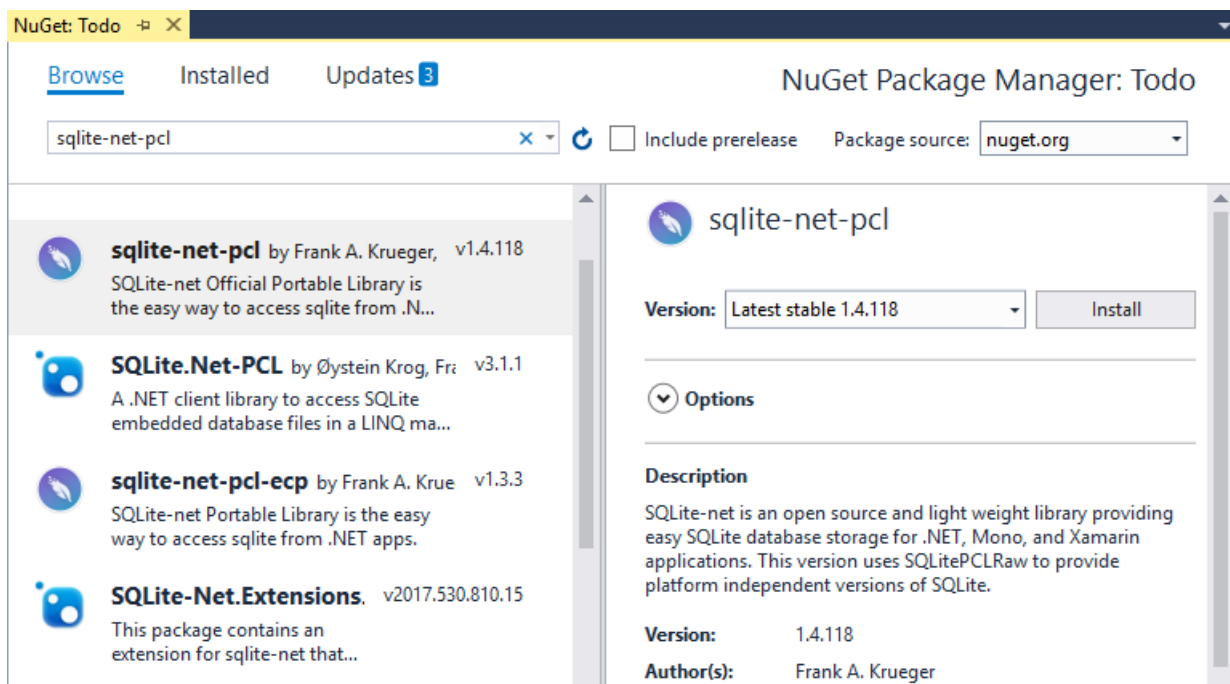 NuGet: Todo
Browse Installed Updates 3
NuGet Package Manager: Todo
sqlite-net-pcl
Include prerelease
Package source: nuget.org
sqlite-net-pcl by Frank A. Krueger, v1.4.118
SQLite-net Official Portable Library is
the easy way to access sqlite from .N...
SQLite.Net-PCL by Øystein Krog, Fra v3.1.1
A .NET client library to access SQLite
embedded database files in a LINQ ma...
sqlite-net-pcl-ecp by Frank A. Krue v1.3.3
SQLite-net Portable Library is the easy
way to access sqlite from .NET apps.
SQLite-Net.Extensions. v2017.530.810.15
This package contains an
extension for sqlite-net that...
sqlite-net-pcl
Version: Latest stable 1.4.118 Install
Options
Description
SQLite-net is an open source and light weight library providing
easy SQLite database storage for .NET, Mono, and Xamarin
applications. This version uses SQLitePCLRaw to provide
platform independent versions of SQLite.
Version: 1.4.118
Author(s): Frank A. Krueger